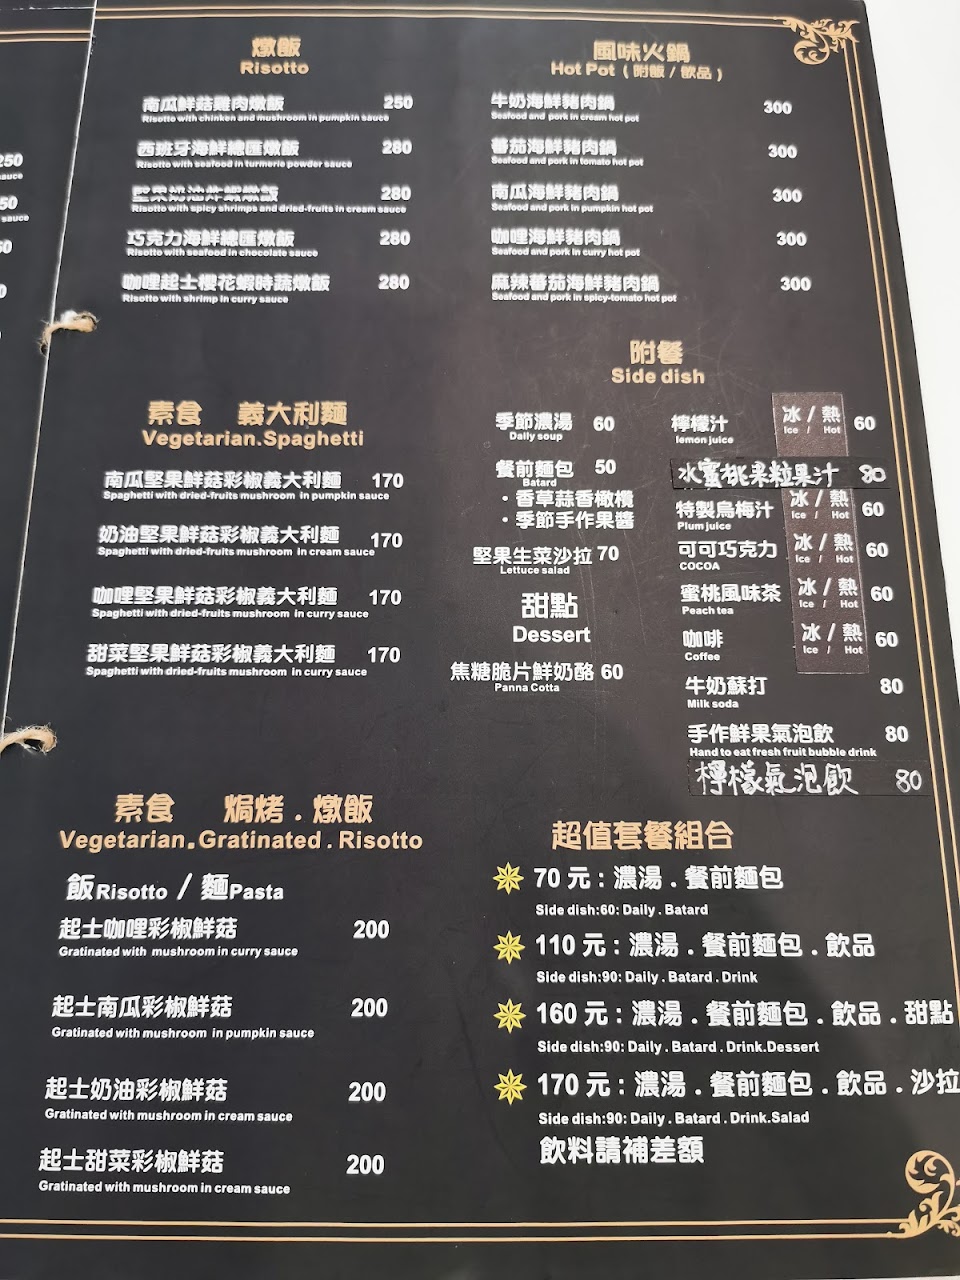 250
sauce
50
sauce
60
燉飯
Risotto
南瓜鮮菇雞肉燉飯 250
Risotto with chinken and mushroom in pumpkin sauce
西班牙海鮮總匯燉飯 280
Risotto with seafood in turmeric powder sauce
堅果奶油炸蝦燉飯 280
Risotto with spicy shrimps and dried-fruits in cream sauce
巧克力海鮮總匯燉飯 280
Risotto with seafood in chocolate sauce
咖哩起士櫻花蝦時蔬燉飯 280
Risotto with shrimp in curry sauce
素食 義大利麵
Vegetarian.Spaghetti
南瓜堅果鮮菇彩椒義大利麵 170
Spaghetti with dried-fruits mushroom in pumpkin sauce
奶油堅果鮮菇彩椒義大利麵 170
Spaghetti with dried-fruits mushroom in cream sauce
咖哩堅果鮮菇彩椒義大利麵 170
Spaghetti with dried-fruits mushroom in curry sauce
甜菜堅果鮮菇彩椒義大利麵 170
Spaghetti with dried-fruits mushroom in curry sauce
素食 焗烤.燉飯
Vegetarian.Gratinated.Risotto
飯Risotto / 麵Pasta
起士咖哩彩椒鮮菇 200
Gratinated with mushroom in curry sauce
起士南瓜彩椒鮮菇 200
Gratinated with mushroom in pumpkin sauce
起士奶油彩椒鮮菇 200
Gratinated with mushroom in cream sauce
起士甜菜彩椒鮮菇 200
Gratinated with mushroom in cream sauce
風味火鍋
Hot Pot (附飯/飲品)
牛奶海鮮豬肉鍋 300
Seafood and pork in cream hot pot
蕃茄海鮮豬肉鍋 300
Seafood and pork in tomato hot pot
南瓜海鮮豬肉鍋 300
Seafood and pork in pumpkin hot pot
咖哩海鮮豬肉鍋 300
Seafood and pork in curry hot pot
麻辣蕃茄海鮮豬肉鍋 300
Seafood and pork in spicy-tomato hot pot
附餐
Side dish
季節濃湯 60
Daily soup
餐前麵包 50
Batard
・香草蒜香橄欖
・季節手作果醬
堅果生菜沙拉 70
Lettuce salad
甜點
Dessert
焦糖脆片鮮奶酪 60
Panna Cotta
檸檬汁 冰 / 熱 60
lemon juice Ice / Hot
水蜜桃果粒果汁 80
特製烏梅汁 冰 / 熱 60
Plum juice Ice / Hot
可可巧克力 冰 / 熱 60
COCOA Ice / Hot
蜜桃風味茶 冰 / 熱 60
Peach tea Ice / Hot
咖啡 冰 / 熱 60
Coffee Ice / Hot
牛奶蘇打 80
Milk soda
手作鮮果氣泡飲 80
Hand to eat fresh fruit bubble drink
檸檬氣泡飲 80
超值套餐組合
70 元:濃湯.餐前麵包
Side dish:60: Daily . Batard
110 元:濃湯.餐前麵包.飲品
Side dish:90: Daily . Batard . Drink
160 元:濃湯.餐前麵包.飲品.甜點
Side dish:90: Daily . Batard . Drink.Dessert
170 元:濃湯.餐前麵包.飲品.沙拉
Side dish:90: Daily . Batard . Drink.Salad
飲料請補差額